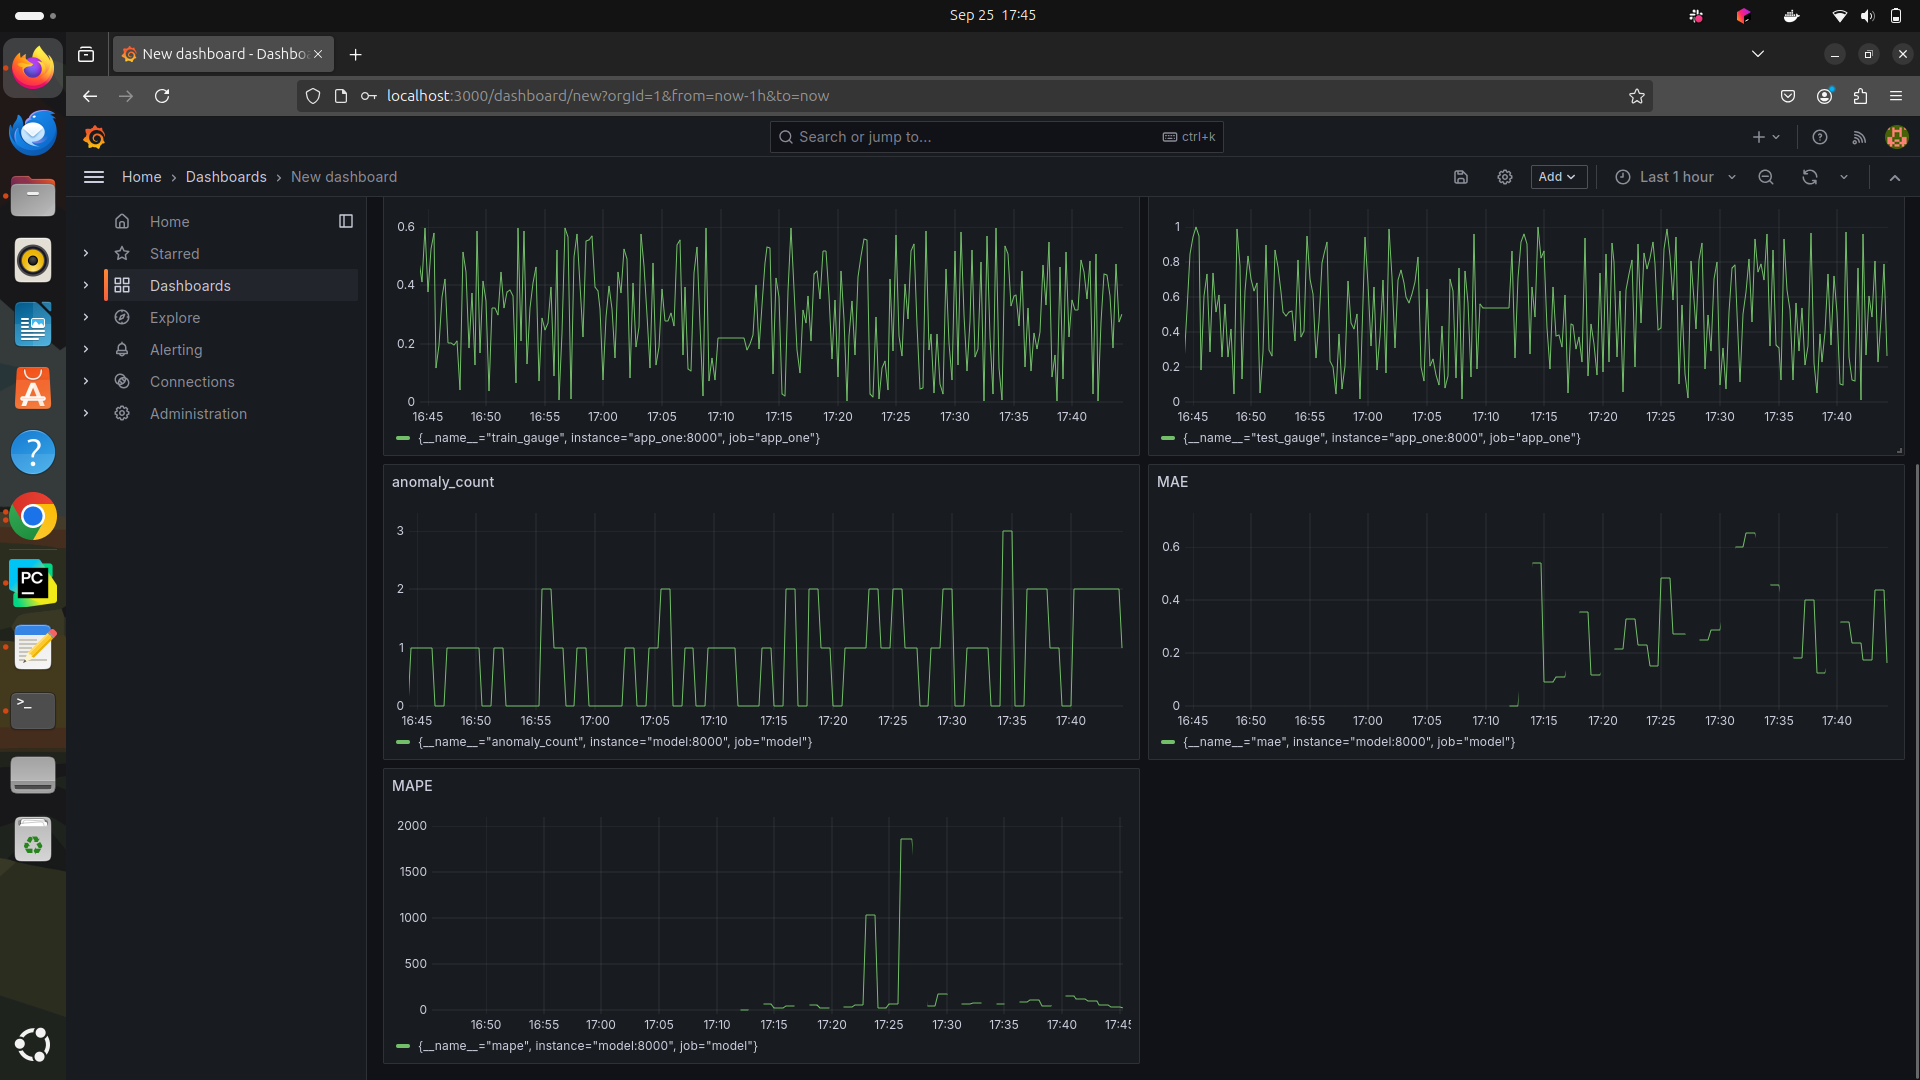 Sep 25 17:45
New dashboard - Dashbo
localhost:3000/dashboard/new?orgId=1&from=now-1h&to=now
Search or jump to...
ctrl+k
Home › Dashboards › New dashboard
Add
Last 1 hour
Home
Starred
Dashboards
Explore
Alerting
Connections
Administration
0.6
0.4
0.2
0
16:45 16:50 16:55 17:00 17:05 17:10 17:15 17:20 17:25 17:30 17:35 17:40
{__name__="train_gauge", instance="app_one:8000", job="app_one"}
1
0.8
0.6
0.4
0.2
0
16:45 16:50 16:55 17:00 17:05 17:10 17:15 17:20 17:25 17:30 17:35 17:40
{__name__="test_gauge", instance="app_one:8000", job="app_one"}
anomaly_count
3
2
1
0
16:45 16:50 16:55 17:00 17:05 17:10 17:15 17:20 17:25 17:30 17:35 17:40
{__name__="anomaly_count", instance="model:8000", job="model"}
MAE
0.6
0.4
0.2
0
16:45 16:50 16:55 17:00 17:05 17:10 17:15 17:20 17:25 17:30 17:35 17:40
{__name__="mae", instance="model:8000", job="model"}
MAPE
2000
1500
1000
500
0
16:50 16:55 17:00 17:05 17:10 17:15 17:20 17:25 17:30 17:35 17:40 17:45
{__name__="mape", instance="model:8000", job="model"}
PC
>_